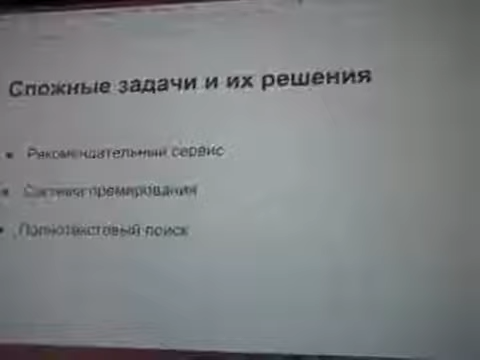 Сложные задачи и их решения
Рекомендательный сервис
Система премирования
Полнотекстовый поиск